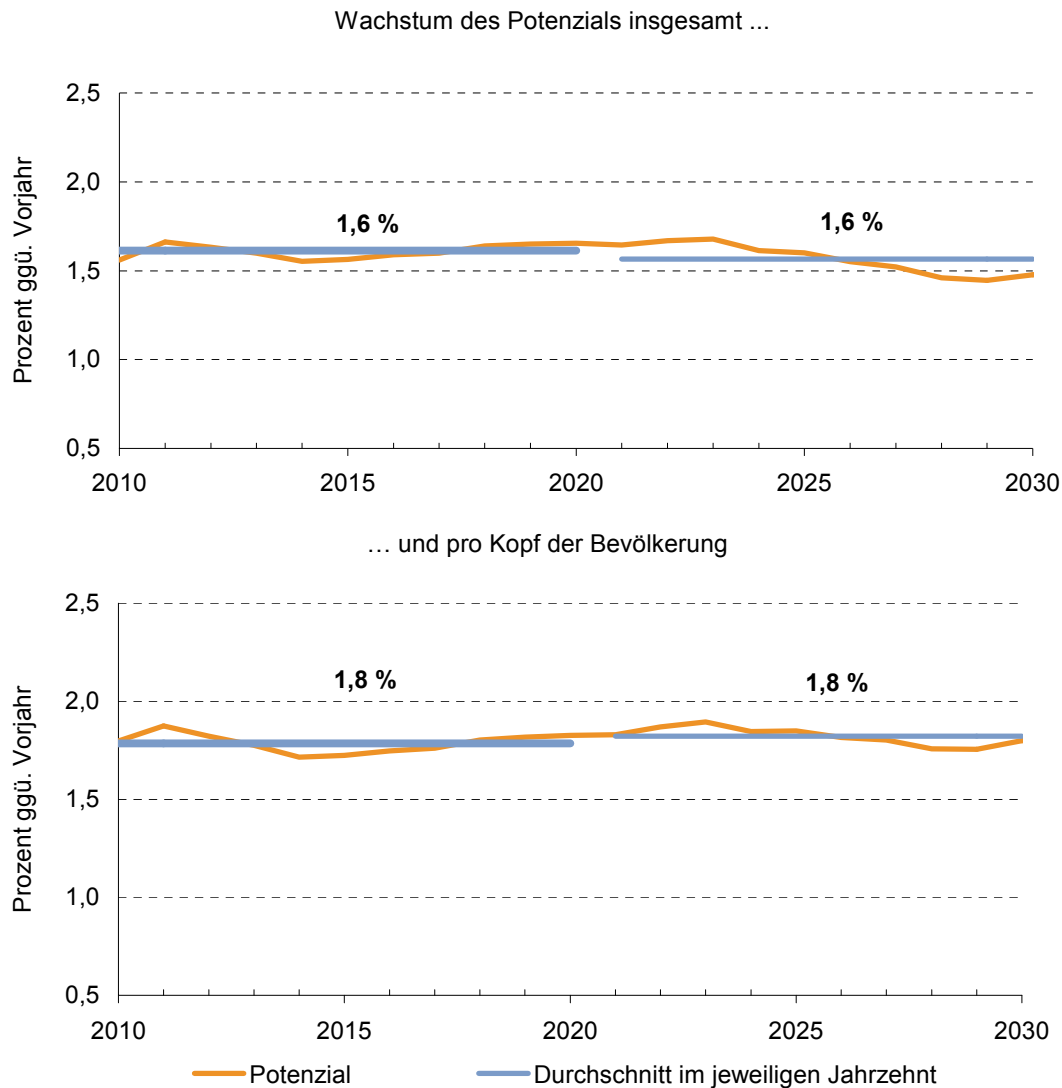 Wachstum des Potenzials insgesamt ...
Prozent ggü. Vorjahr
2,5
2,0
1,5
1,0
0,5
1,6 %
1,6 %
2010 2015 2020 2025 2030
… und pro Kopf der Bevölkerung
Prozent ggü. Vorjahr
2,5
2,0
1,5
1,0
0,5
1,8 %
1,8 %
2010 2015 2020 2025 2030
Potenzial
Durchschnitt im jeweiligen Jahrzehnt